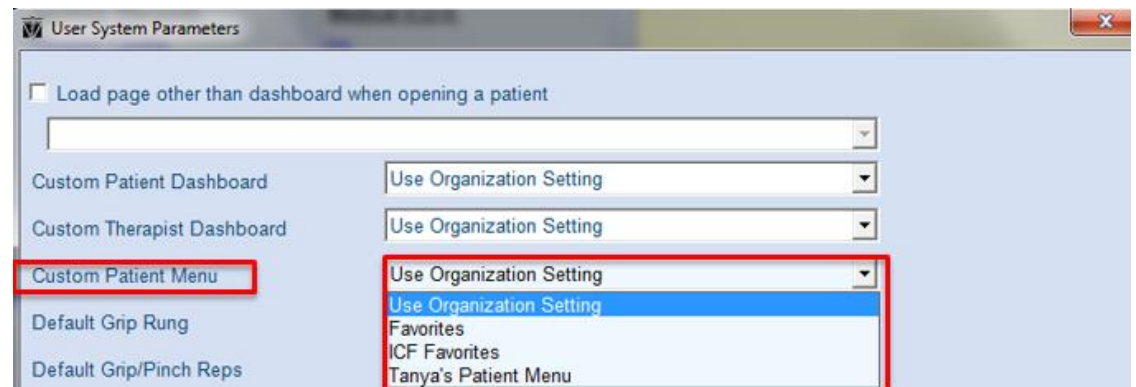 User System Parameters
Load page other than dashboard when opening a patient
Custom Patient Dashboard Use Organization Setting
Custom Therapist Dashboard Use Organization Setting
Custom Patient Menu Use Organization Setting
Use Organization Setting
Default Grip Rung Favorites
ICF Favorites
Default Grip/Pinch Reps Tanya's Patient Menu